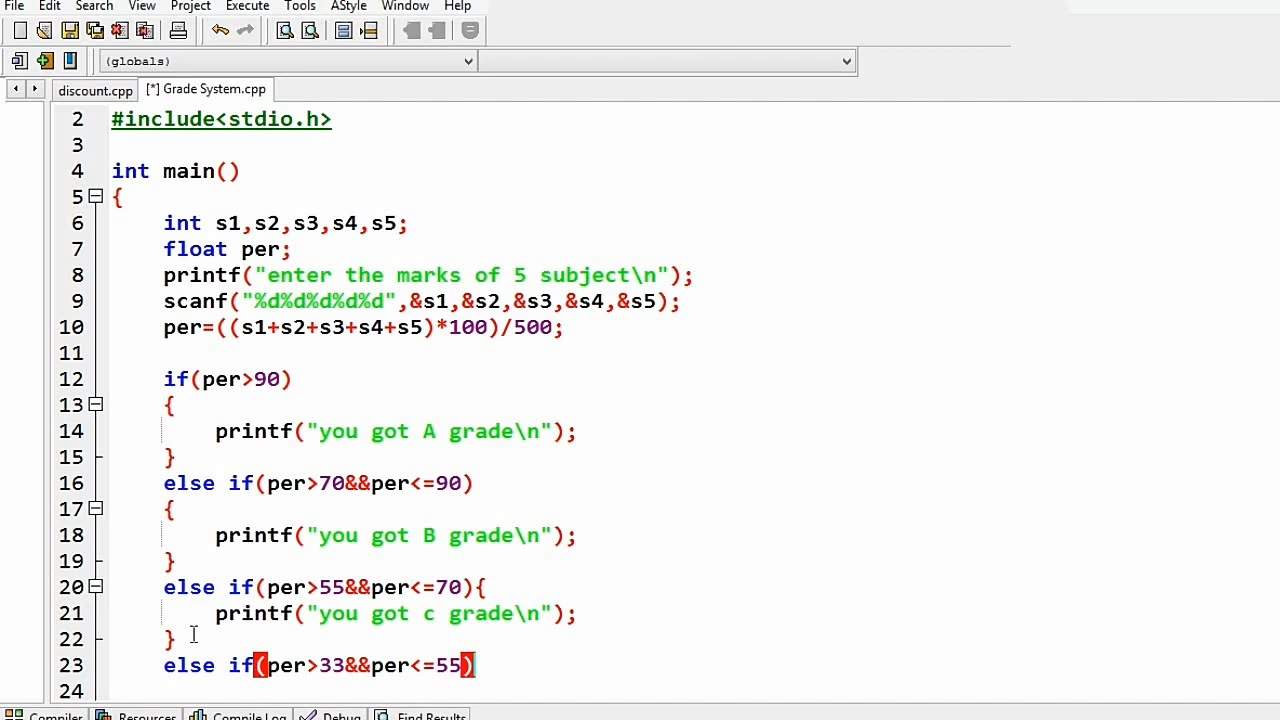 File Edit Search View Project Execute Tools AStyle Window Help
(globals)
discount.cpp [*] Grade System.cpp
2 #include<stdio.h>
3
4 int main()
5 {
6 int s1,s2,s3,s4,s5;
7 float per;
8 printf("enter the marks of 5 subject\n");
9 scanf("%d%d%d%d%d",&s1,&s2,&s3,&s4,&s5);
10 per=((s1+s2+s3+s4+s5)*100)/500;
11
12 if(per>90)
13 {
14 printf("you got A grade\n");
15 }
16 else if(per>70&&per<=90)
17 {
18 printf("you got B grade\n");
19 }
20 else if(per>55&&per<=70){
21 printf("you got c grade\n");
22 }
23 else if(per>33&&per<=55)
24
Compiler Resources Compile Log Debug Find Results